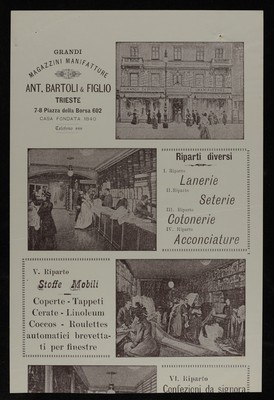 GRANDI
MAGAZZINI MANIFATTURE
ANT. BARTOLI & FIGLIO
TRIESTE
7-8 Piazza della Borsa 602
CASA FONDATA 1840
Riparti diversi
I. Riparto
Lanerie
II. Riparto
Seterie
III. Riparto
Cotonerie
IV. Riparto
Acconciature
V. Riparto
Stoffe Mobili
Coperte - Tappeti
Cerate - Linoleum
Coccos - Roulettes
automatici brevetta-
ti per finestre
VI. Riparto
Confezioni da signora